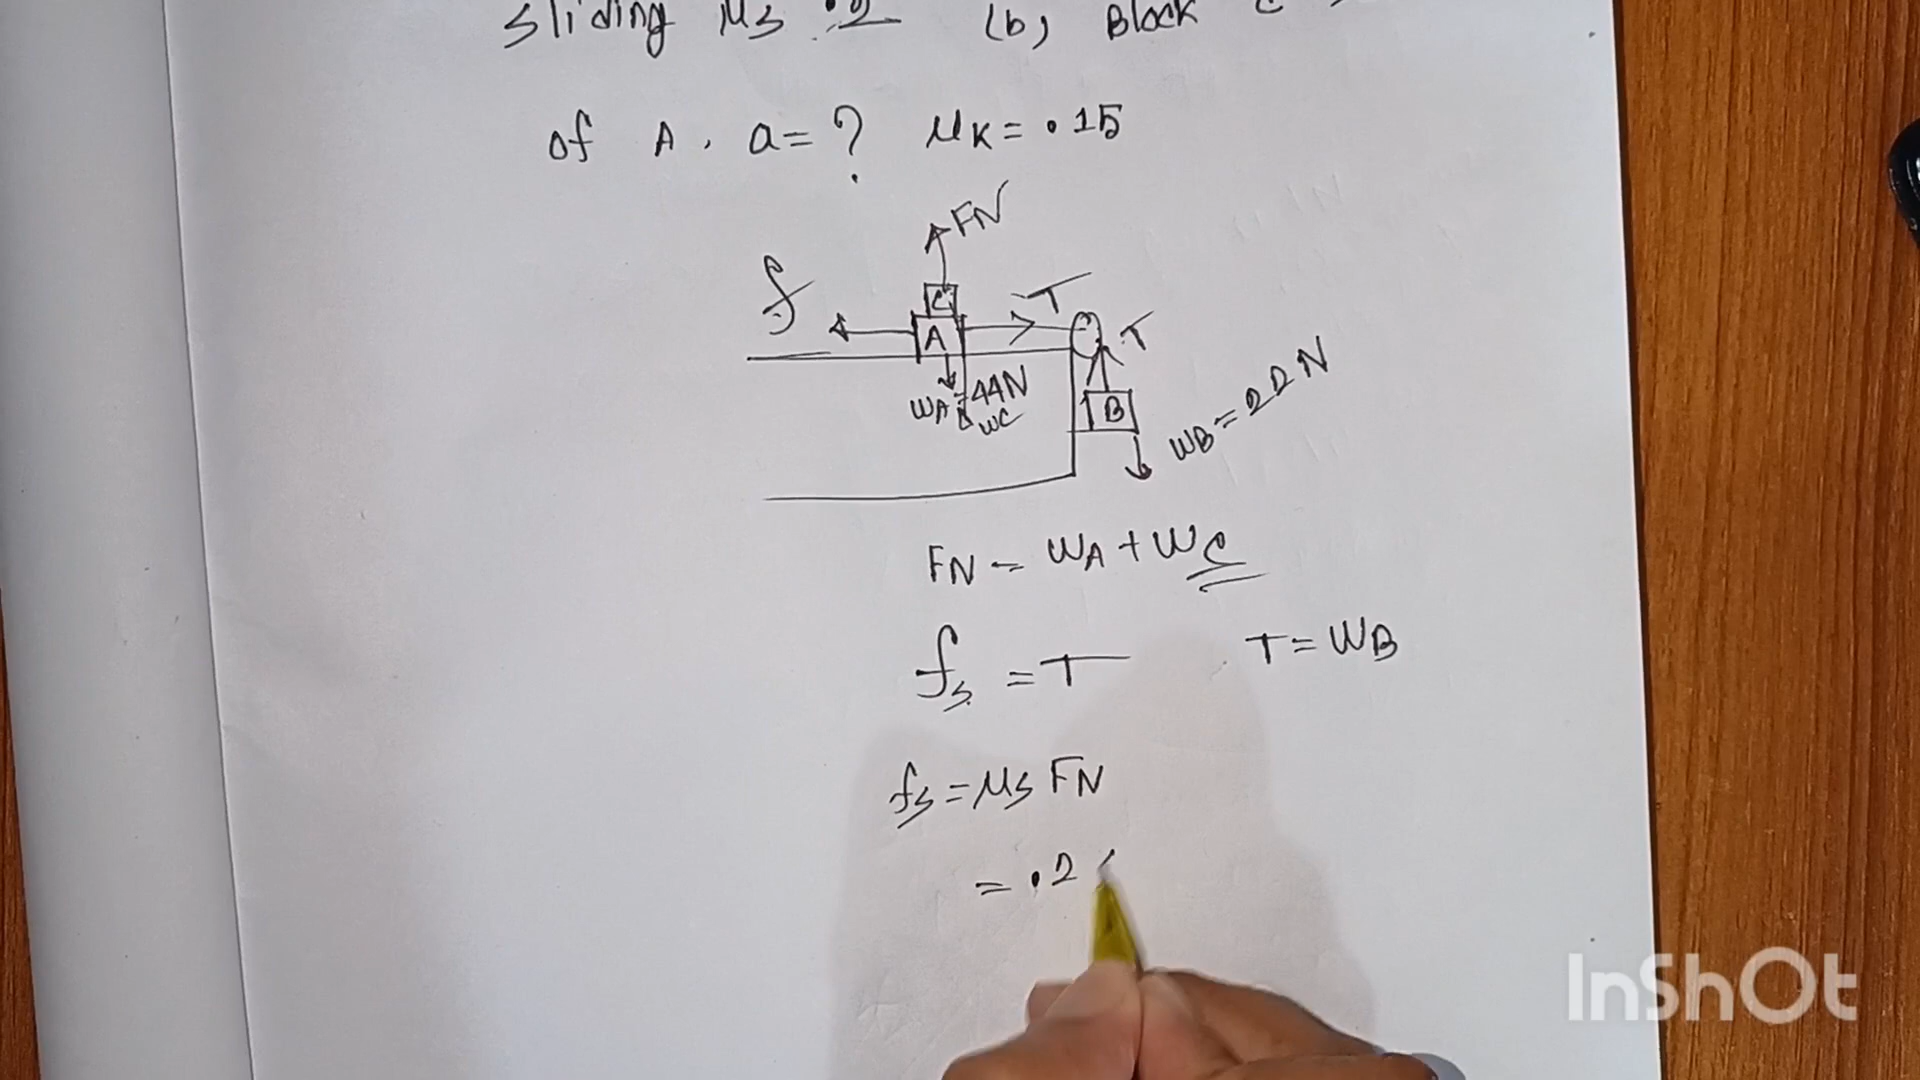 sliding μs .2 (b) Block C
of A. a = ? μK = .15
FN
f C T
A T
WA = 44N
WC B WB = 22N
FN = WA + WC
fs = T T = WB
fs = μs FN
= .2
InShOt